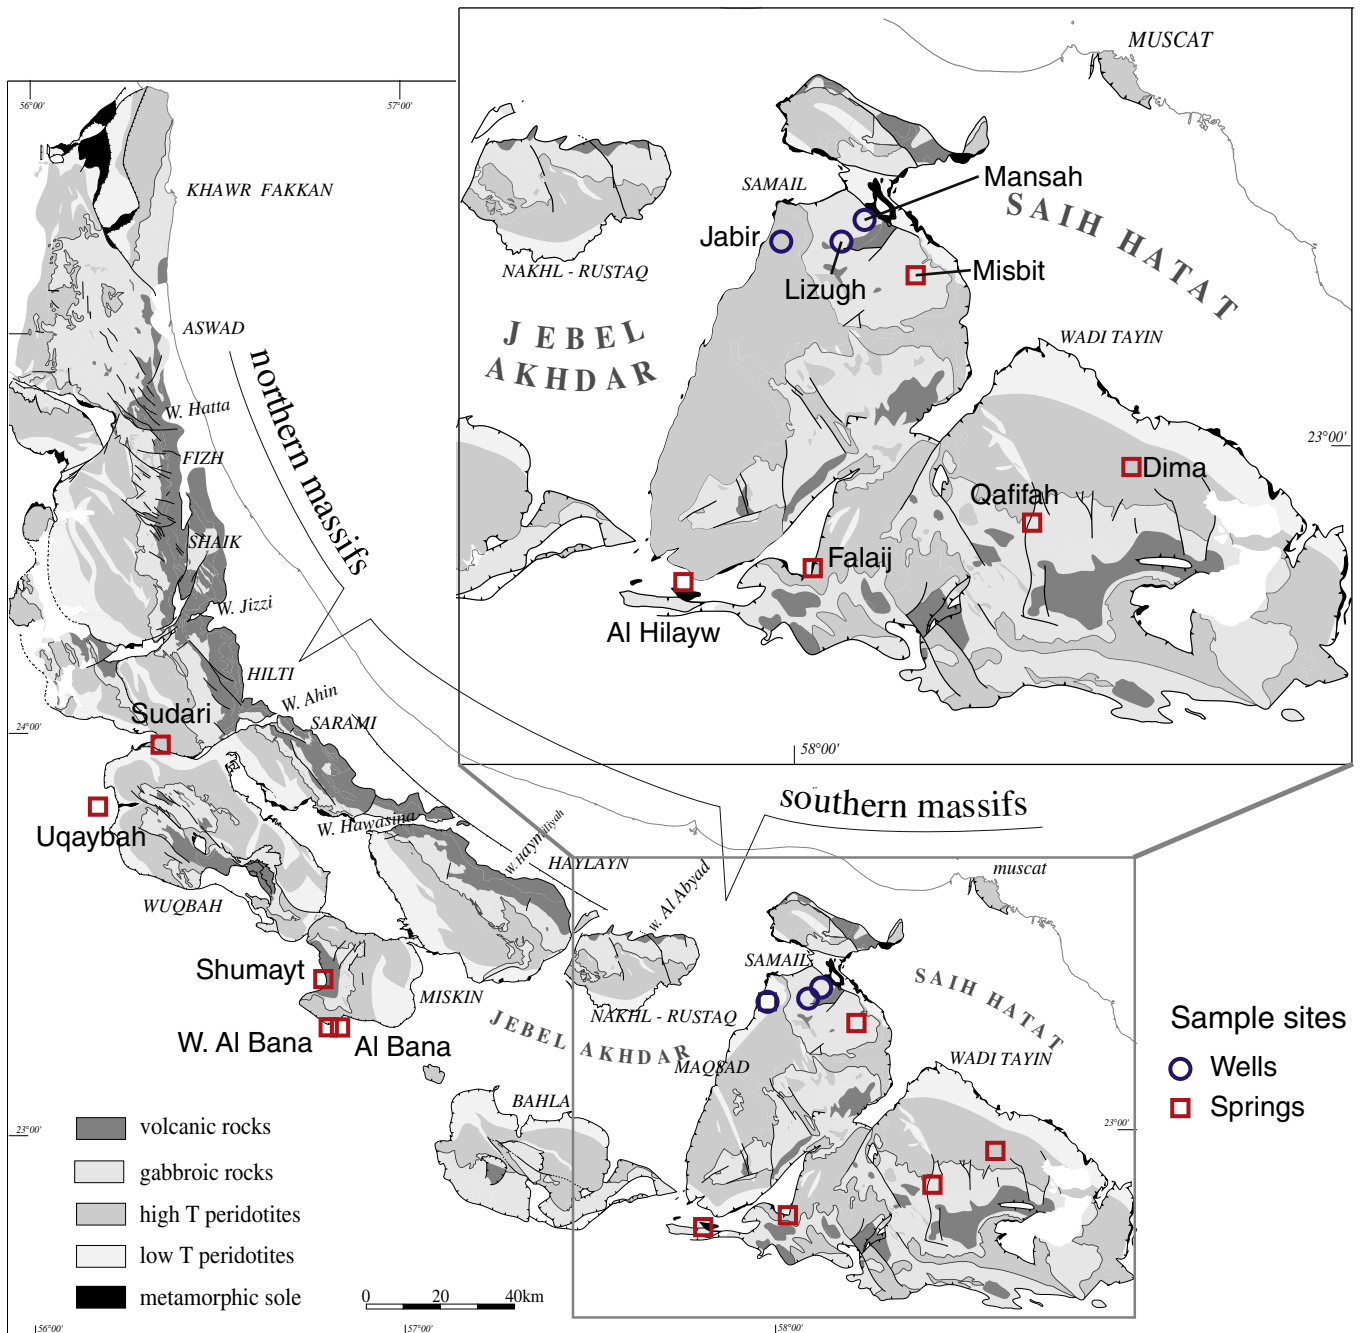 56°00'
57°00'
KHAWR FAKKAN
ASWAD
W. Hatta
FIZH
SHAIK
W. Jizzi
HILTI
W. Ahin
SARAMI
Sudari
24°00'
Uqaybah
W. Hawasina
W. Haymiliyah
HAYLAYN
W. Al Abyad
WUQBAH
Shumayt
MISKIN
W. Al Bana
Al Bana
northern massifs
southern massifs
MUSCAT
SAMAIL
Mansah
SAIH HATAT
Jabir
Lizugh
Misbit
NAKHL - RUSTAQ
JEBEL
AKHDAR
WADI TAYIN
23°00'
Dima
Qafifah
Falaij
Al Hilayw
58°00'
muscat
SAMAIL
SAIH HATAT
NAKHL - RUSTAQ
JEBEL AKHDAR
MAQSAD
WADI TAYIN
BAHLA
23°00'
23°00'
Sample sites
Wells
Springs
volcanic rocks
gabbroic rocks
high T peridotites
low T peridotites
metamorphic sole
0 20 40km
56°00'
57°00'
58°00'